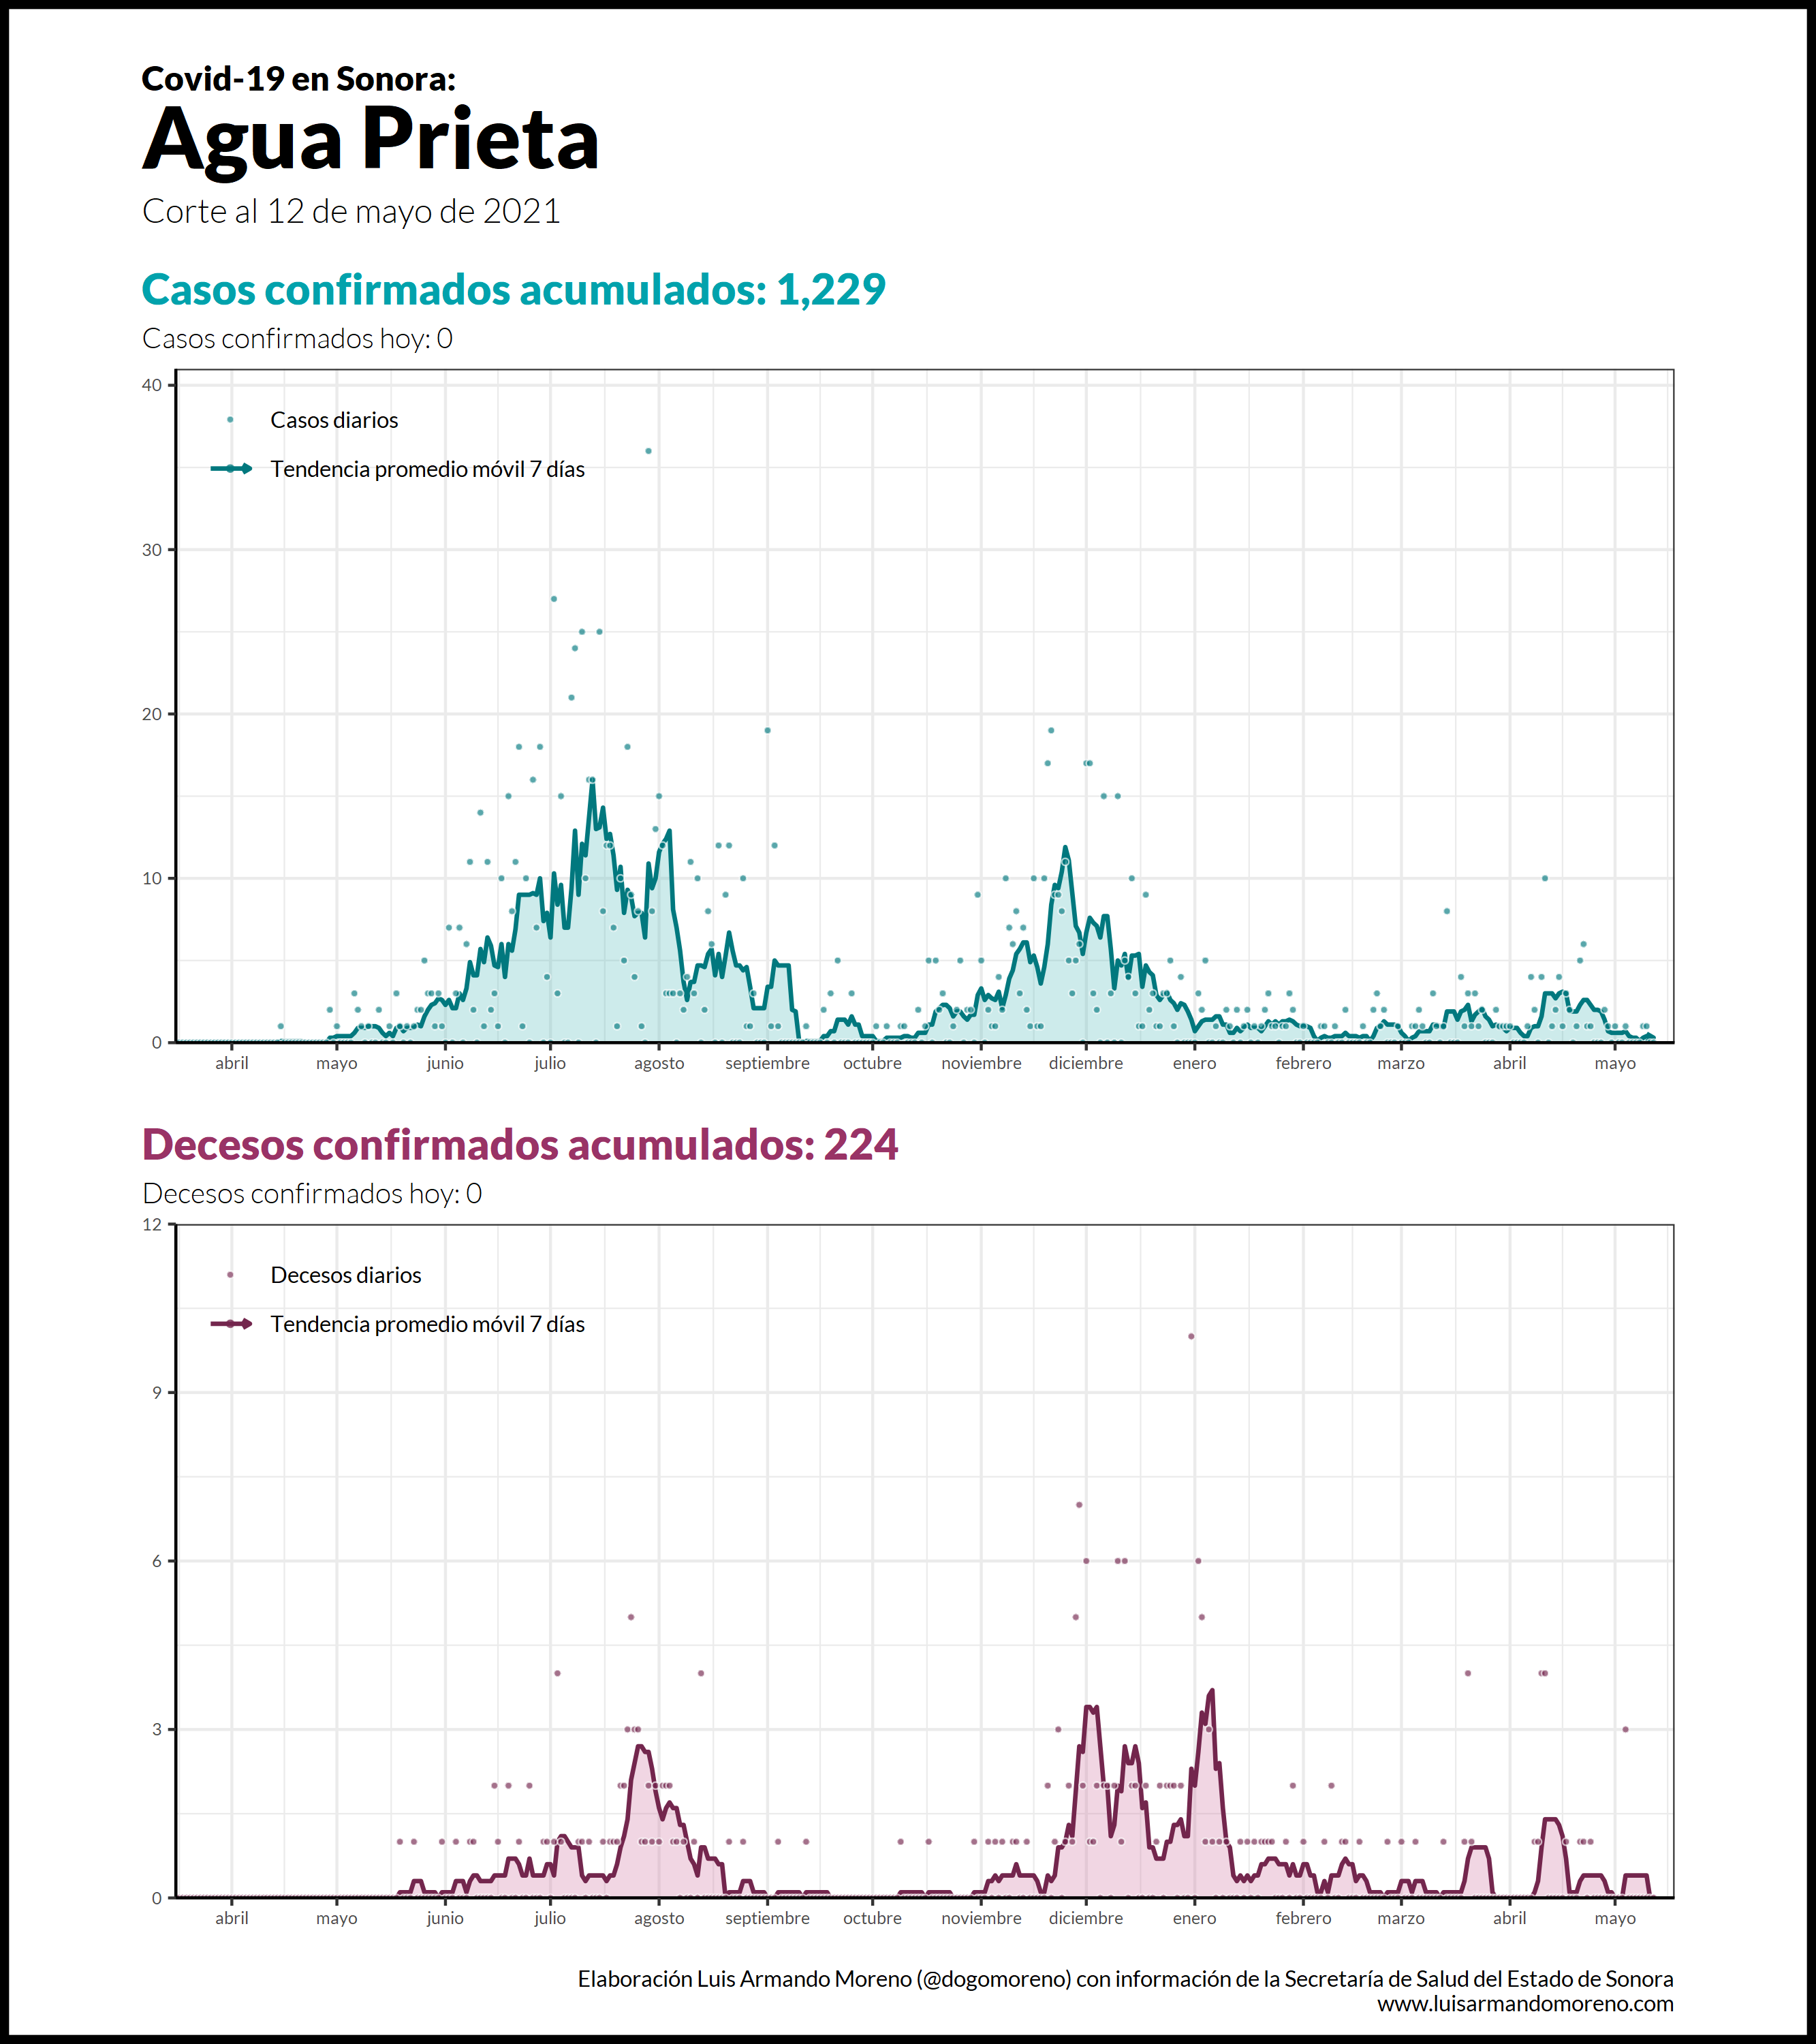 Covid-19 en Sonora:
Agua Prieta
Corte al 12 de mayo de 2021
Casos confirmados acumulados: 1,229
Casos confirmados hoy: 0
40
Casos diarios
Tendencia promedio móvil 7 días
30
20
10
0
abril mayo junio julio agosto septiembre octubre noviembre diciembre enero febrero marzo abril mayo
Decesos confirmados acumulados: 224
Decesos confirmados hoy: 0
12
Decesos diarios
Tendencia promedio móvil 7 días
9
6
3
0
abril mayo junio julio agosto septiembre octubre noviembre diciembre enero febrero marzo abril mayo
Elaboración Luis Armando Moreno (@dogomoreno) con información de la Secretaría de Salud del Estado de Sonora
www.luisarmandomoreno.com